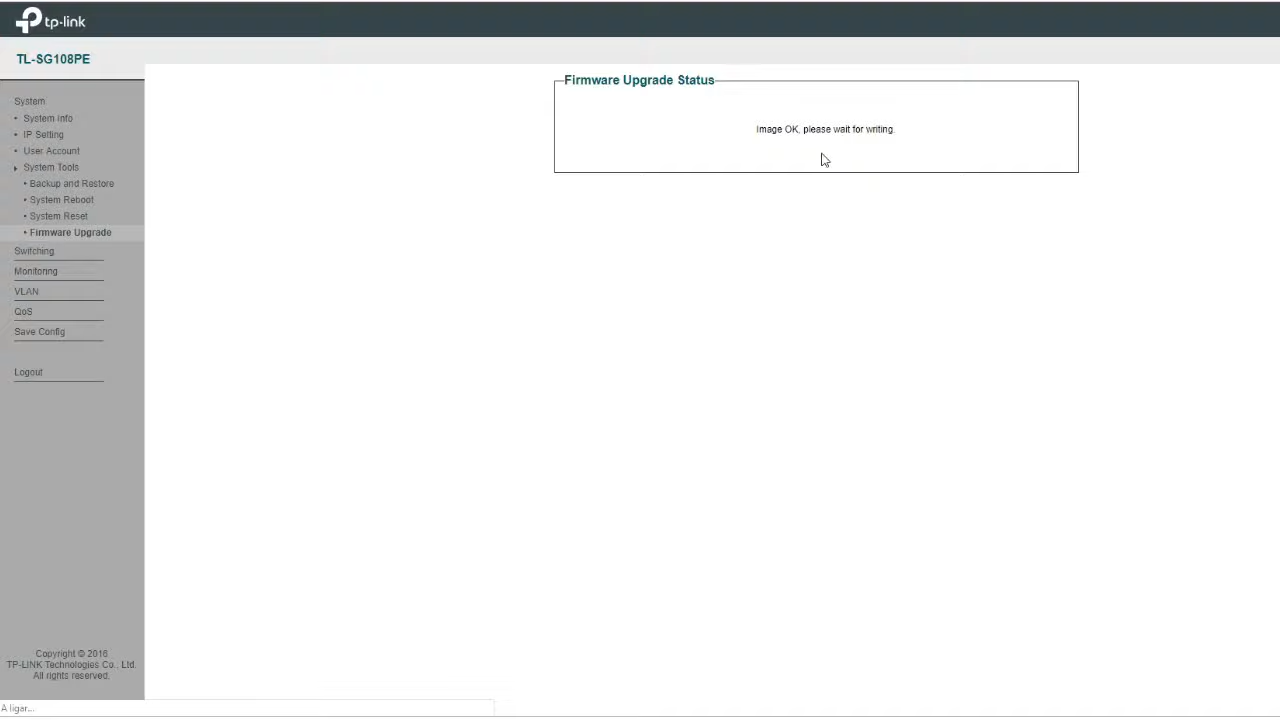 tp-link
TL-SG108PE
System
System Info
IP Setting
User Account
System Tools
Backup and Restore
System Reboot
System Reset
Firmware Upgrade
Switching
Monitoring
VLAN
QoS
Save Config
Logout
Copyright © 2016
TP-LINK Technologies Co., Ltd.
All rights reserved.
Firmware Upgrade Status
Image OK, please wait for writing.
A ligar...